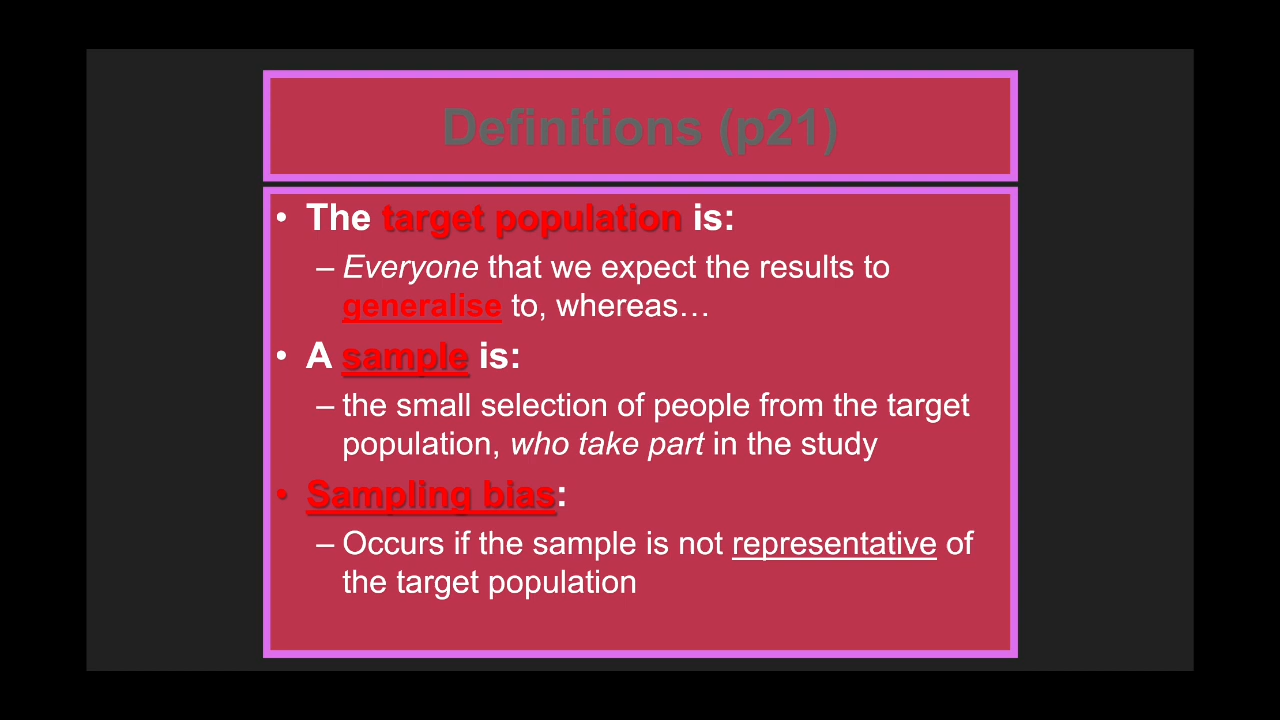 Definitions (p21)
• The target population is:
– Everyone that we expect the results to
generalise to, whereas…
• A sample is:
– the small selection of people from the target
population, who take part in the study
• Sampling bias:
– Occurs if the sample is not representative of
the target population